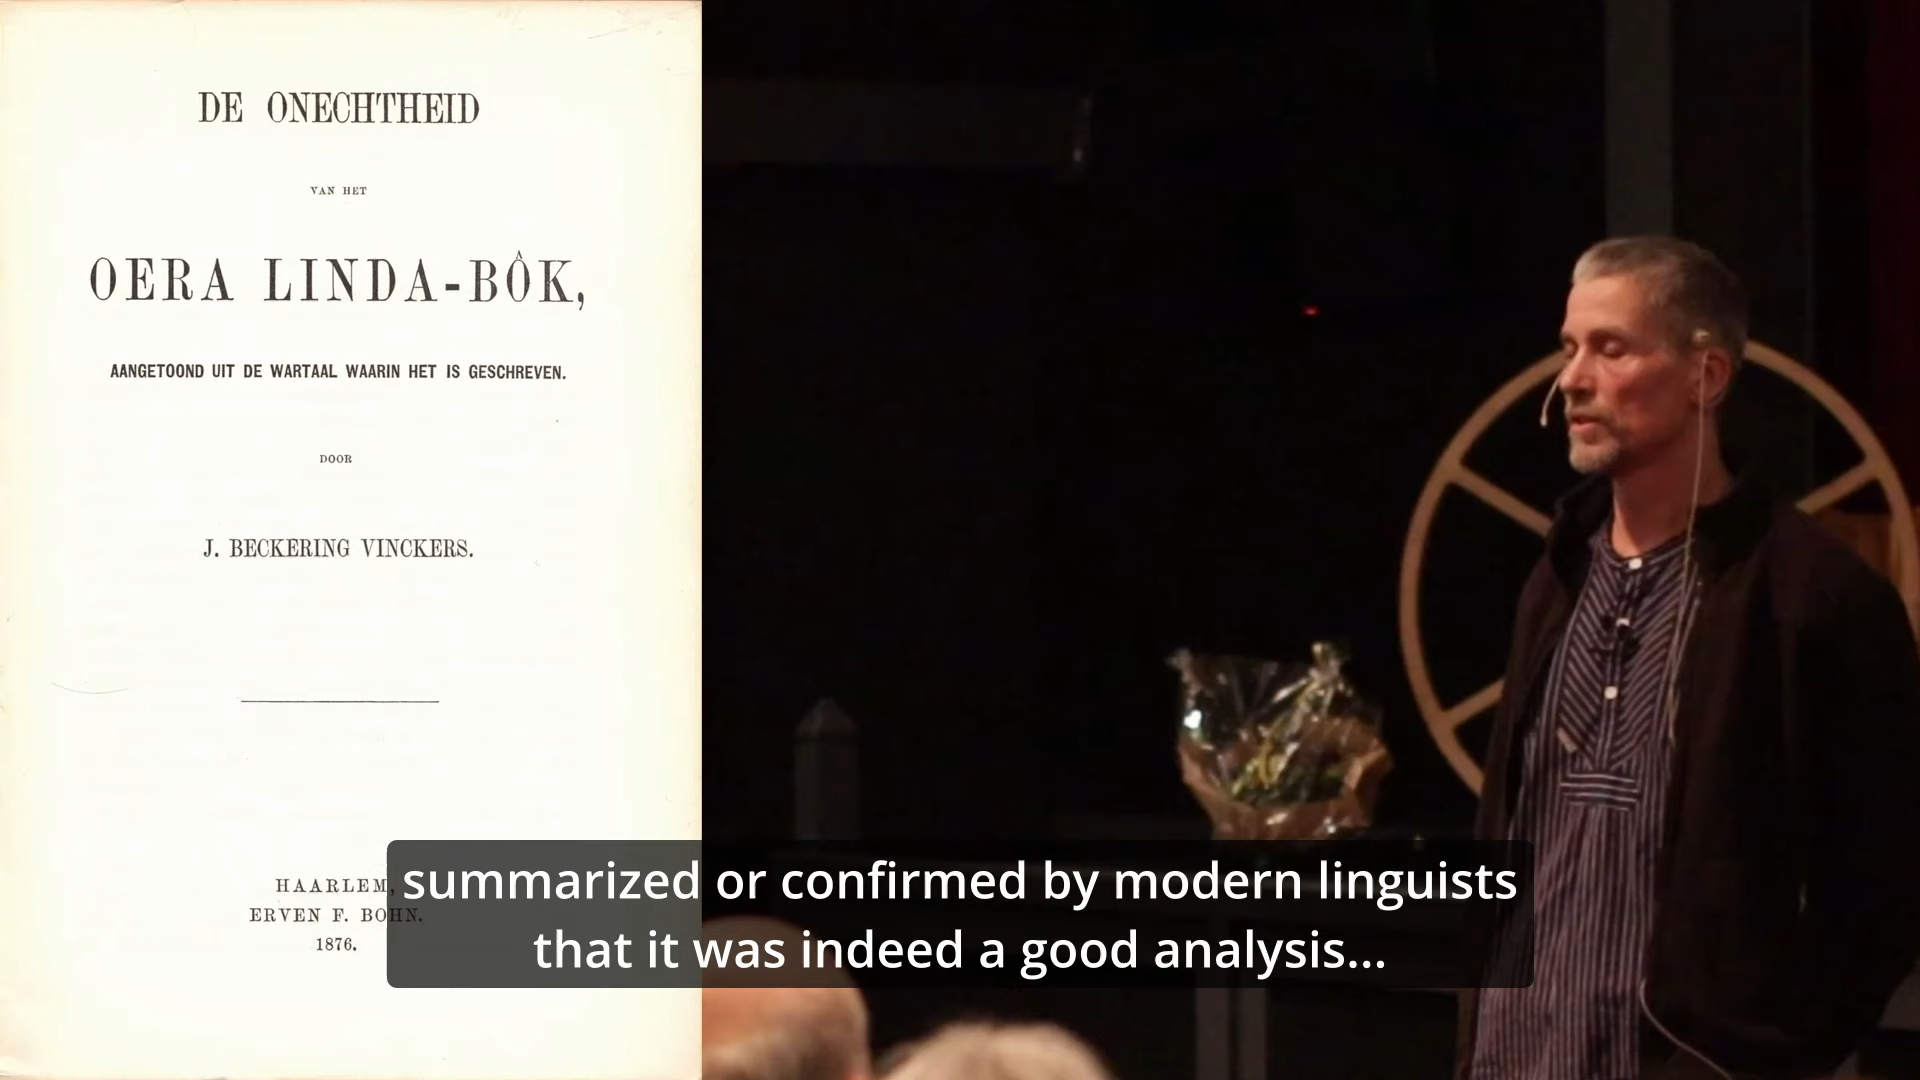 DE ONECHTHEID
VAN HET
OERA LINDA-BÔK,
AANGETOOND UIT DE WARTAAL WAARIN HET IS GESCHREVEN.
DOOR
J. BECKERING VINCKERS.
HAARLEM,
ERVEN F. BOHN.
1876.
summarized or confirmed by modern linguists
that it was indeed a good analysis...